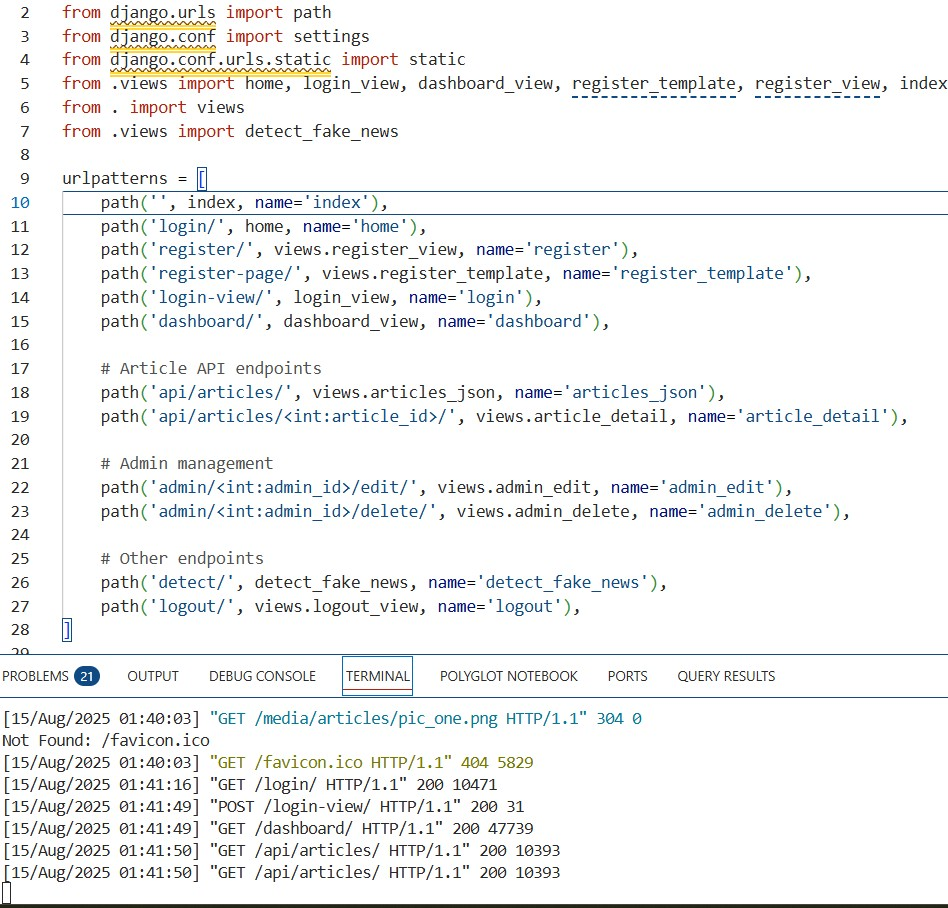 2 from django.urls import path
3 from django.conf import settings
4 from django.conf.urls.static import static
5 from .views import home, login_view, dashboard_view, register_template, register_view, index
6 from . import views
7 from .views import detect_fake_news
8
9 urlpatterns = [
10 path('', index, name='index'),
11 path('login/', home, name='home'),
12 path('register/', views.register_view, name='register'),
13 path('register-page/', views.register_template, name='register_template'),
14 path('login-view/', login_view, name='login'),
15 path('dashboard/', dashboard_view, name='dashboard'),
16
17 # Article API endpoints
18 path('api/articles/', views.articles_json, name='articles_json'),
19 path('api/articles/<int:article_id>/', views.article_detail, name='article_detail'),
20
21 # Admin management
22 path('admin/<int:admin_id>/edit/', views.admin_edit, name='admin_edit'),
23 path('admin/<int:admin_id>/delete/', views.admin_delete, name='admin_delete'),
24
25 # Other endpoints
26 path('detect/', detect_fake_news, name='detect_fake_news'),
27 path('logout/', views.logout_view, name='logout'),
28 ]
29
PROBLEMS 21 OUTPUT DEBUG CONSOLE TERMINAL POLYGLOT NOTEBOOK PORTS QUERY RESULTS
[15/Aug/2025 01:40:03] "GET /media/articles/pic_one.png HTTP/1.1" 304 0
Not Found: /favicon.ico
[15/Aug/2025 01:40:03] "GET /favicon.ico HTTP/1.1" 404 5829
[15/Aug/2025 01:41:16] "GET /login/ HTTP/1.1" 200 10471
[15/Aug/2025 01:41:49] "POST /login-view/ HTTP/1.1" 200 31
[15/Aug/2025 01:41:49] "GET /dashboard/ HTTP/1.1" 200 47739
[15/Aug/2025 01:41:50] "GET /api/articles/ HTTP/1.1" 200 10393
[15/Aug/2025 01:41:50] "GET /api/articles/ HTTP/1.1" 200 10393